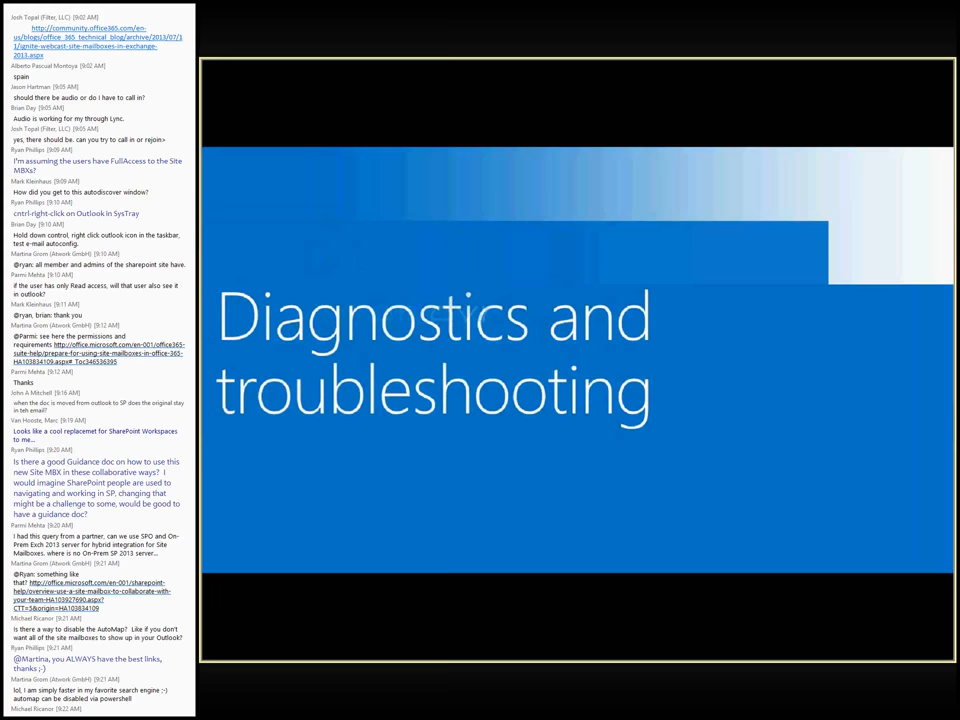 Josh Topal (Filter, LLC) [9:02 AM]
http://community.office365.com/en-
us/blogs/office_365_technical_blog/archive/2013/07/1
1/ignite-webcast-site-mailboxes-in-exchange-
2013.aspx
Alberto Pascual Montoya [9:02 AM]
spain
Jason Hartman [9:05 AM]
should there be audio or do I have to call in?
Brian Day [9:05 AM]
Audio is working for my through Lync.
Josh Topal (Filter, LLC) [9:05 AM]
yes, there should be. can you try to call in or rejoin>
Ryan Phillips [9:09 AM]
I'm assuming the users have FullAccess to the Site
MBXs?
Mark Kleinhaus [9:09 AM]
How did you get to this autodiscover window?
Ryan Phillips [9:10 AM]
cntrl-right-click on Outlook in SysTray
Brian Day [9:10 AM]
Hold down control, right click outlook icon in the taskbar,
test e-mail autoconfig.
Martina Grom (Atwork GmbH) [9:10 AM]
@ryan: all member and admins of the sharepoint site have.
Parmi Mehta [9:10 AM]
if the user has only Read access, will that user also see it
in outlook?
Mark Kleinhaus [9:11 AM]
@ryan, brian: thank you
Martina Grom (Atwork GmbH) [9:12 AM]
@Parmi: see here the permissions and
requirements http://office.microsoft.com/en-001/office365-
suite-help/prepare-for-using-site-mailboxes-in-office-365-
HA103834109.aspx#_Toc346536395
Parmi Mehta [9:12 AM]
Thanks
John A Mitchell [9:16 AM]
when the doc is moved from outlook to SP does the original stay
in teh email?
Van Hooste, Marc [9:19 AM]
Looks like a cool replacemet for SharePoint Workspaces
to me...
Ryan Phillips [9:20 AM]
Is there a good Guidance doc on how to use this
new Site MBX in these collaborative ways? I
would imagine SharePoint people are used to
navigating and working in SP, changing that
might be a challenge to some, would be good to
have a guidance doc?
Parmi Mehta [9:20 AM]
I had this query from a partner, can we use SPO and On-
Prem Exch 2013 server for hybrid integration for Site
Mailboxes. where is no On-Prem SP 2013 server...
Martina Grom (Atwork GmbH) [9:21 AM]
@Ryan: something like
that? http://office.microsoft.com/en-001/sharepoint-
help/overview-use-a-site-mailbox-to-collaborate-with-
your-team-HA103927690.aspx?
CTT=5&origin=HA103834109
Michael Ricanor [9:21 AM]
Is there a way to disable the AutoMap? Like if you don't
want all of the site mailboxes to show up in your Outlook?
Ryan Phillips [9:21 AM]
@Martina, you ALWAYS have the best links,
thanks ;-)
Martina Grom (Atwork GmbH) [9:21 AM]
lol, I am simply faster in my favorite search engine ;-)
automap can be disabled via powershell
Michael Ricanor [9:22 AM]
Diagnostics and
troubleshooting